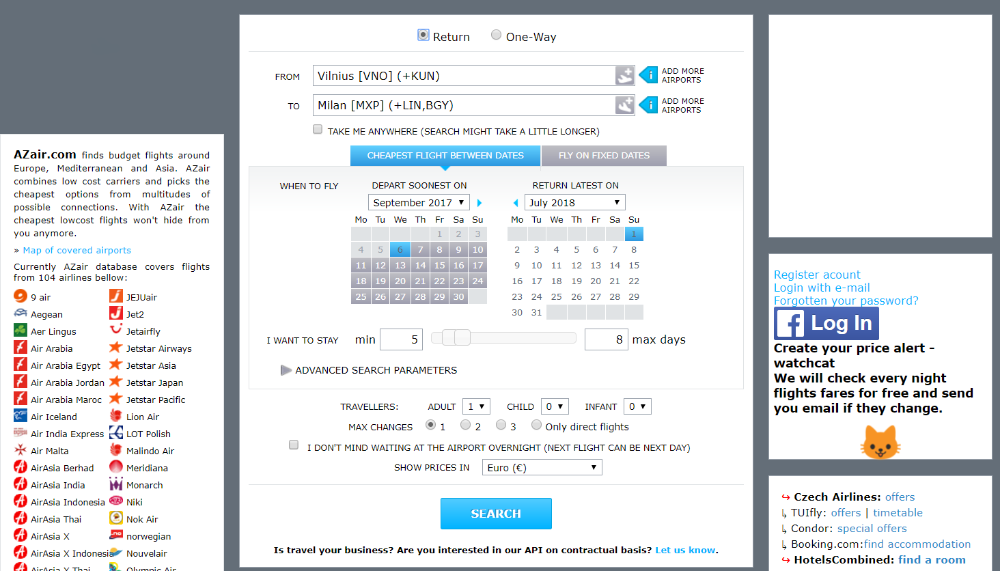 Return One-Way
FROM Vilnius [VNO] (+KUN) ADD MORE
AIRPORTS
TO Milan [MXP] (+LIN,BGY) ADD MORE
AIRPORTS
TAKE ME ANYWHERE (SEARCH MIGHT TAKE A LITTLE LONGER)
CHEAPEST FLIGHT BETWEEN DATES FLY ON FIXED DATES
WHEN TO FLY DEPART SOONEST ON RETURN LATEST ON
September 2017 July 2018
Mo Tu We Th Fr Sa Su
1 2 3
4 5 6 7 8 9 10
11 12 13 14 15 16 17
18 19 20 21 22 23 24
25 26 27 28 29 30
Mo Tu We Th Fr Sa Su
1
2 3 4 5 6 7 8
9 10 11 12 13 14 15
16 17 18 19 20 21 22
23 24 25 26 27 28 29
30 31
I WANT TO STAY min 5 8 max days
ADVANCED SEARCH PARAMETERS
TRAVELLERS: ADULT 1 CHILD 0 INFANT 0
MAX CHANGES 1 2 3 Only direct flights
I DON'T MIND WAITING AT THE AIRPORT OVERNIGHT (NEXT FLIGHT CAN BE NEXT DAY)
SHOW PRICES IN Euro (€)
SEARCH
Is travel your business? Are you interested in our API on contractual basis? Let us know.
AZair.com finds budget flights around
Europe, Mediterranean and Asia. AZair
combines low cost carriers and picks the
cheapest options from multitudes of
possible connections. With AZair the
cheapest lowcost flights won't hide from
you anymore.
» Map of covered airports
Currently AZair database covers flights
from 104 airlines bellow:
9 air JEJUair
Aegean Jet2
Aer Lingus Jetairfly
Air Arabia Jetstar Airways
Air Arabia Egypt Jetstar Asia
Air Arabia Jordan Jetstar Japan
Air Arabia Maroc Jetstar Pacific
Air Iceland Lion Air
Air India Express LOT Polish
Air Malta Malindo Air
AirAsia Berhad Meridiana
AirAsia India Monarch
AirAsia Indonesia Niki
AirAsia Thai Nok Air
AirAsia X norwegian
AirAsia X Indonesia Nouvelair
AirAsia X Thai Olympic Air
Register acount
Login with e-mail
Forgotten your password?
f Log In
Create your price alert -
watchcat
We will check every night
flights fares for free and send
you email if they change.
↪ Czech Airlines: offers
↳ TUIfly: offers | timetable
↳ Condor: special offers
↳ Booking.com:find accommodation
↪ HotelsCombined: find a room